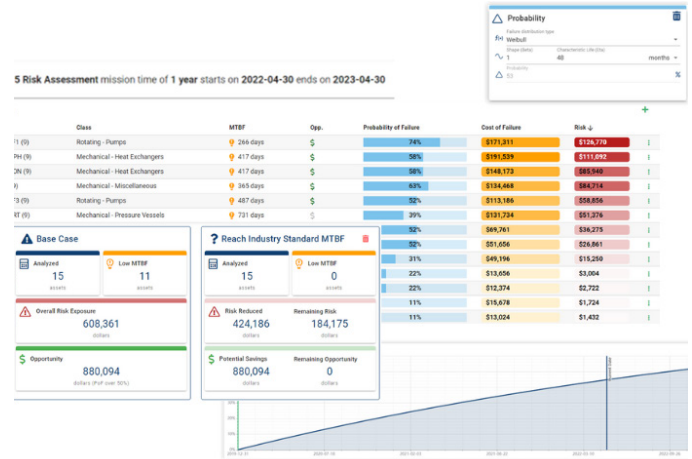 Probability
Failure distribution type
f(x) Weibull
Shape (beta) Characteristic Life (Eta)
1 48 months
Probability
53 %
5 Risk Assessment mission time of 1 year starts on 2022-04-30 ends on 2023-04-30
+
Class MTBF Opp. Probability of Failure Cost of Failure Risk ↓
F1 (9) Rotating - Pumps 266 days $ 74% $171,311 $126,770
PH (9) Mechanical - Heat Exchangers 417 days $ 58% $191,539 $111,092
ON (9) Mechanical - Heat Exchangers 417 days $ 58% $148,173 $85,940
) Mechanical - Miscellaneous 365 days $ 63% $134,468 $84,714
F3 (9) Rotating - Pumps 487 days $ 52% $113,186 $58,856
RT (9) Mechanical - Pressure Vessels 731 days $ 39% $131,734 $51,376
52% $69,761 $36,275
52% $51,656 $26,861
31% $49,196 $15,250
22% $13,656 $3,004
22% $12,374 $2,722
11% $15,678 $1,724
11% $13,024 $1,432
Base Case
Analyzed Low MTBF
15 11
assets assets
Overall Risk Exposure
608,361
dollars
$ Opportunity
880,094
dollars (PoF over 50%)
? Reach Industry Standard MTBF
Analyzed Low MTBF
15 0
assets assets
Risk Reduced Remaining Risk
424,186 184,175
dollars dollars
$ Potential Savings Remaining Opportunity
880,094 0
dollars dollars